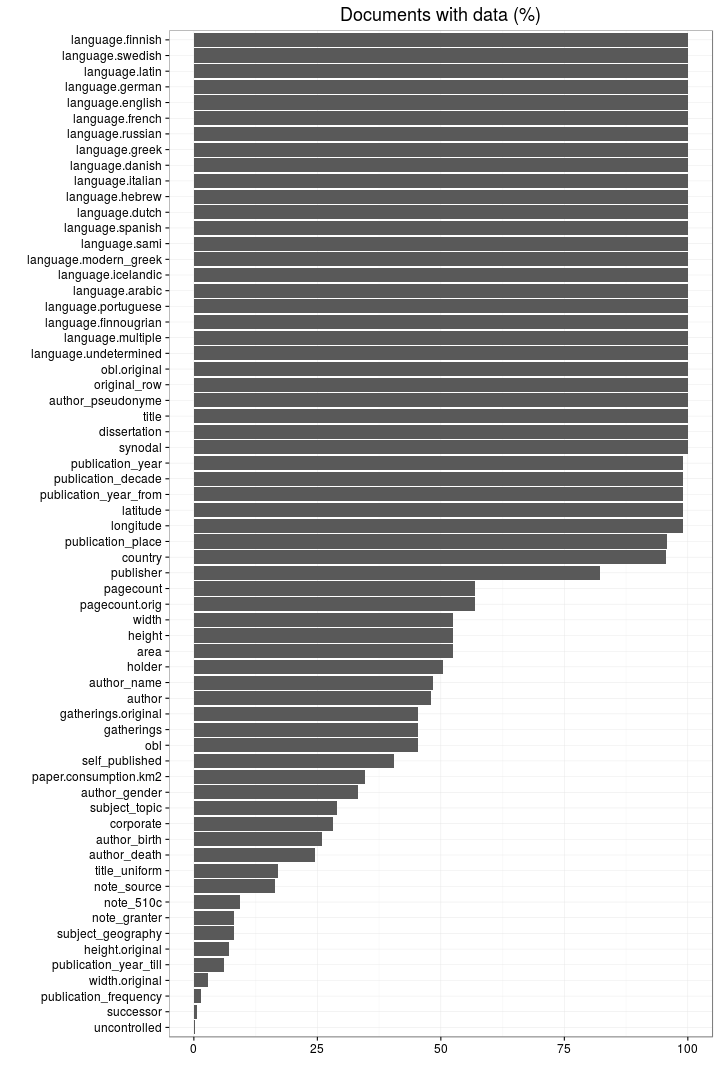 Documents with data (%)
language.finnish
language.swedish
language.latin
language.german
language.english
language.french
language.russian
language.greek
language.danish
language.italian
language.hebrew
language.dutch
language.spanish
language.sami
language.modern_greek
language.icelandic
language.arabic
language.portuguese
language.finnougrian
language.multiple
language.undetermined
obl.original
original_row
author_pseudonyme
title
dissertation
synodal
publication_year
publication_decade
publication_year_from
latitude
longitude
publication_place
country
publisher
pagecount
pagecount.orig
width
height
area
holder
author_name
author
gatherings.original
gatherings
obl
self_published
paper.consumption.km2
author_gender
subject_topic
corporate
author_birth
author_death
title_uniform
note_source
note_510c
note_granter
subject_geography
height.original
publication_year_till
width.original
publication_frequency
successor
uncontrolled
0 25 50 75 100